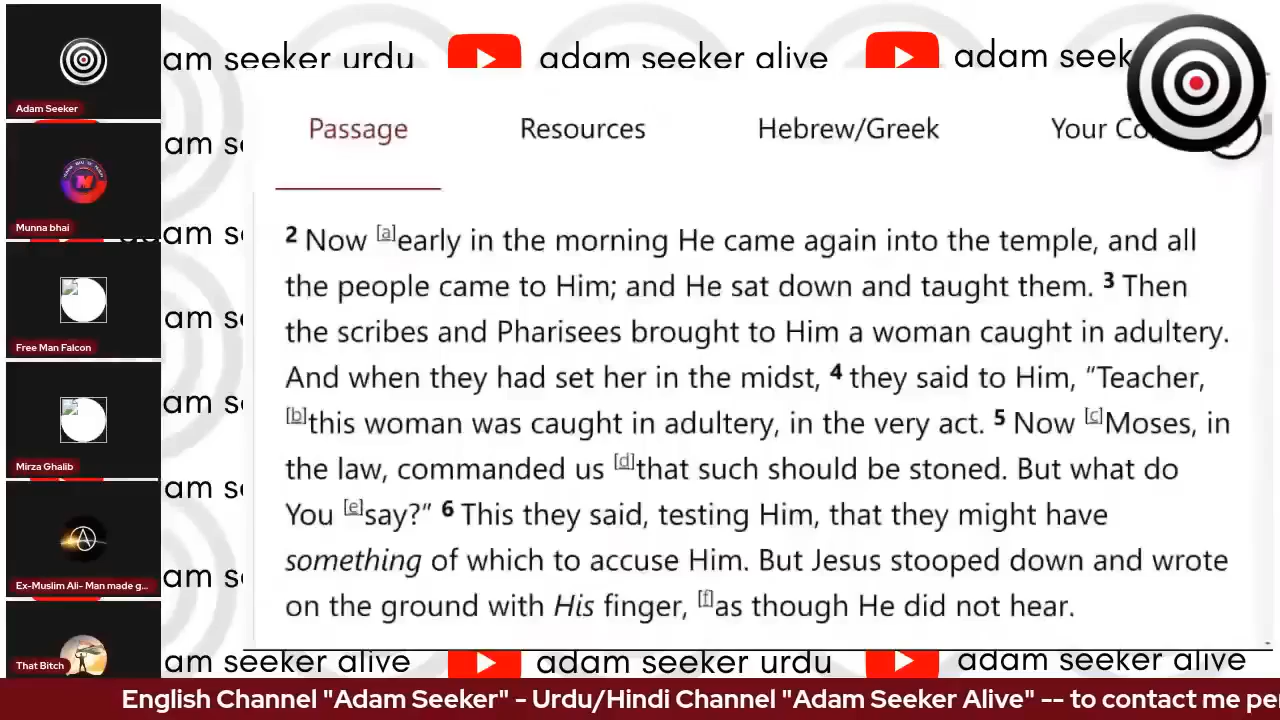 am seeker urdu
adam seeker alive
adam seek
Adam Seeker
Passage
Resources
Hebrew/Greek
Your Co
am s
Munna bhai
am s
2 Now [a]early in the morning He came again into the temple, and all
the people came to Him; and He sat down and taught them. 3 Then
am s
the scribes and Pharisees brought to Him a woman caught in adultery.
Free Man Falcon
And when they had set her in the midst, 4 they said to Him, “Teacher,
am s
[b]this woman was caught in adultery, in the very act. 5 Now [c]Moses, in
Mirza Ghalib
the law, commanded us [d]that such should be stoned. But what do
am s
You [e]say?” 6 This they said, testing Him, that they might have
something of which to accuse Him. But Jesus stooped down and wrote
am s
Ex-Muslim Ali- Man made g...
on the ground with His finger, [f]as though He did not hear.
That Bitch
am seeker alive
adam seeker urdu
adam seeker alive
English Channel "Adam Seeker" - Urdu/Hindi Channel "Adam Seeker Alive" -- to contact me pe